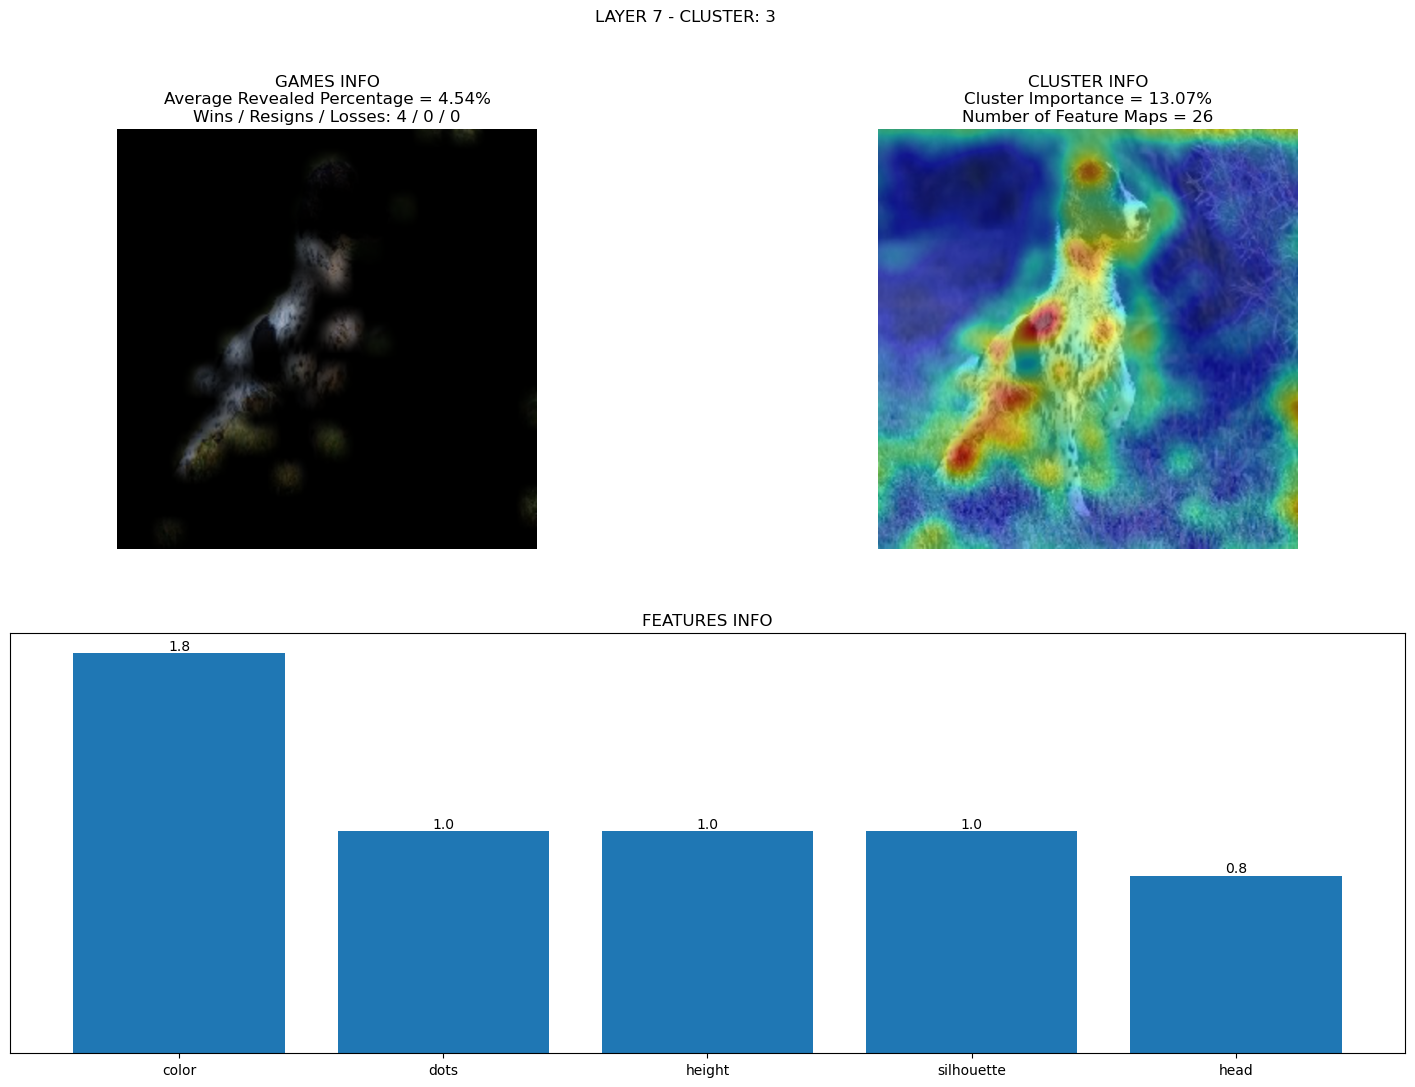 LAYER 7 - CLUSTER: 3
GAMES INFO
Average Revealed Percentage = 4.54%
Wins / Resigns / Losses: 4 / 0 / 0
CLUSTER INFO
Cluster Importance = 13.07%
Number of Feature Maps = 26
FEATURES INFO
1.8
1.0
1.0
1.0
0.8
color
dots
height
silhouette
head